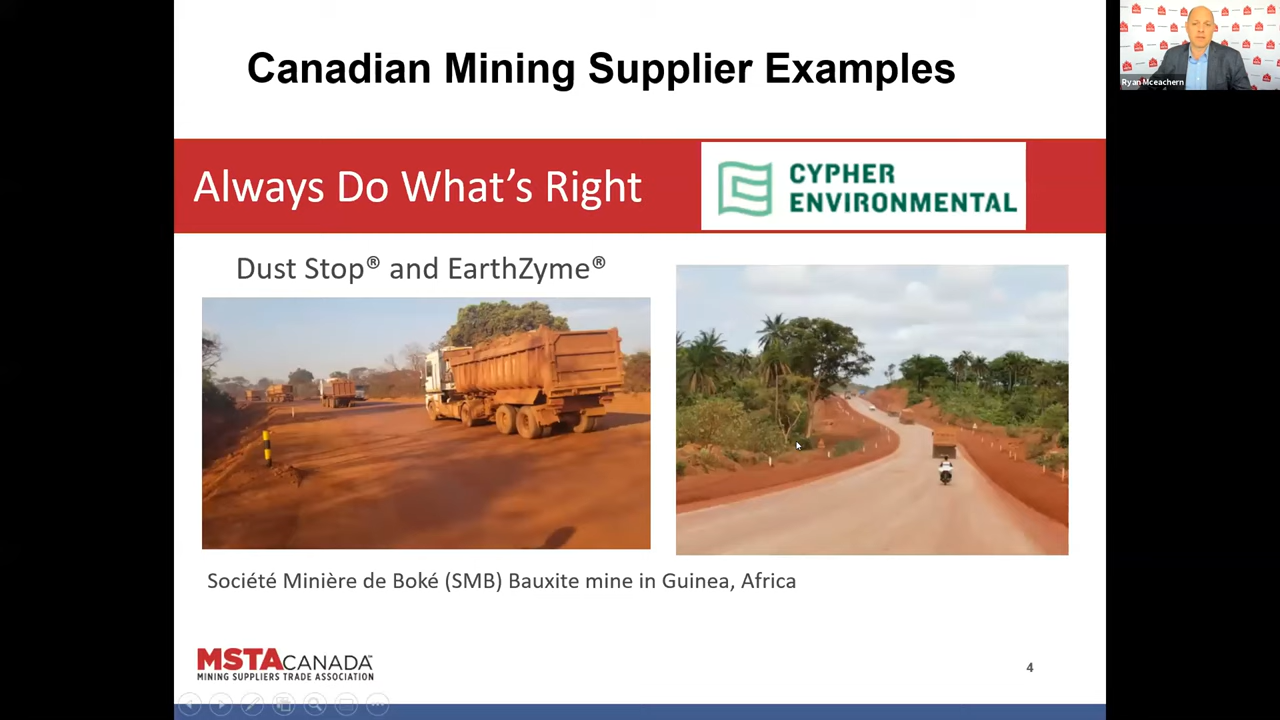 Canadian Mining Supplier Examples
Always Do What's Right
CYPHER
ENVIRONMENTAL
Dust Stop® and EarthZyme®
Société Minière de Boké (SMB) Bauxite mine in Guinea, Africa
MSTACANADA™
MINING SUPPLIERS TRADE ASSOCIATION
4
Ryan Mceachern